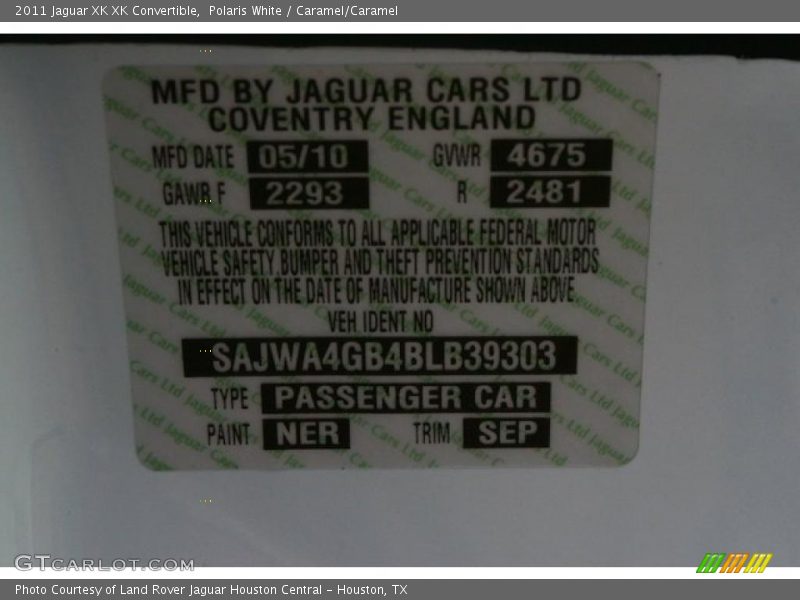 2011 Jaguar XK XK Convertible,  Polaris White / Caramel/Caramel
MFD BY JAGUAR CARS LTD
COVENTRY ENGLAND
MFD DATE 05/10 GVWR 4675
GAWR F 2293 R 2481
THIS VEHICLE CONFORMS TO ALL APPLICABLE FEDERAL MOTOR
VEHICLE SAFETY,BUMPER AND THEFT PREVENTION STANDARDS
IN EFFECT ON THE DATE OF MANUFACTURE SHOWN ABOVE
VEH IDENT NO
SAJWA4GB4BLB39303
TYPE PASSENGER CAR
PAINT NER TRIM SEP
GTCARLOT.COM
Photo Courtesy of Land Rover Jaguar Houston Central – Houston, TX